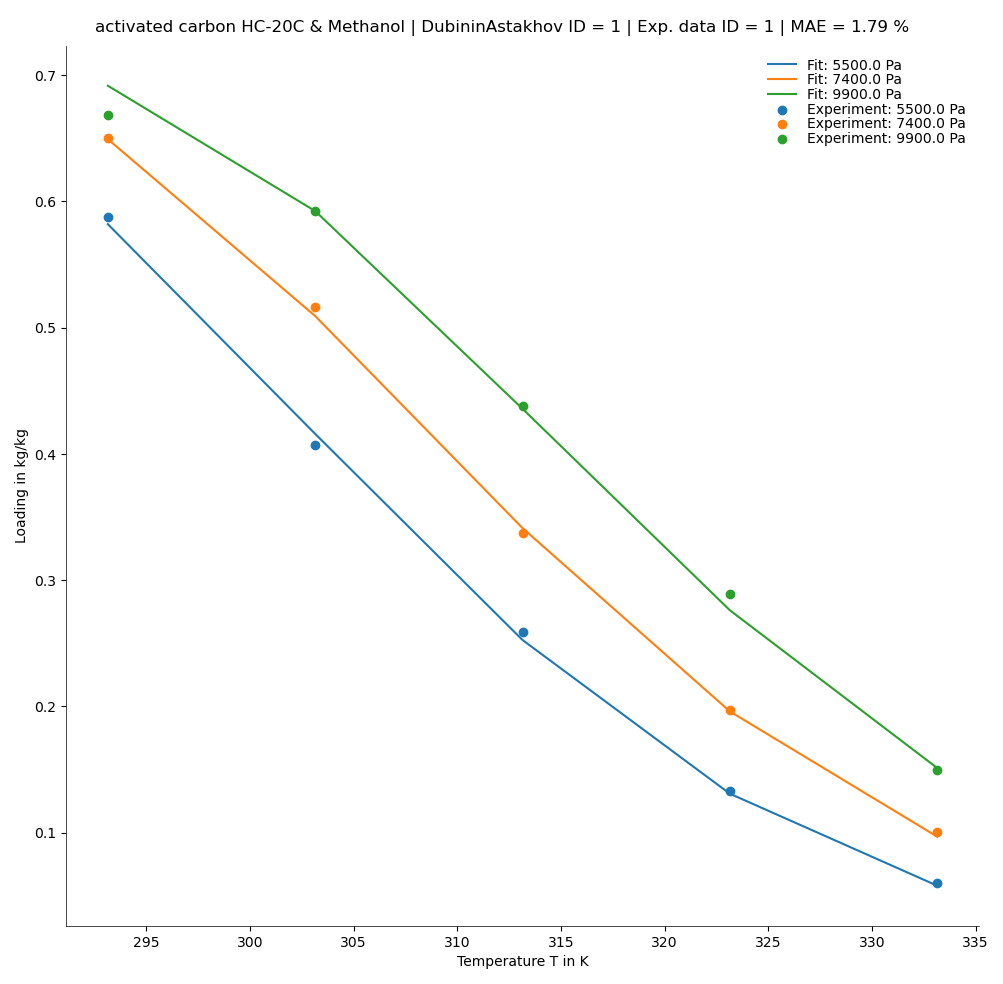 activated carbon HC-20C & Methanol | DubininAstakhov ID = 1 | Exp. data ID = 1 | MAE = 1.79 %
Fit: 5500.0 Pa
Fit: 7400.0 Pa
Fit: 9900.0 Pa
Experiment: 5500.0 Pa
Experiment: 7400.0 Pa
Experiment: 9900.0 Pa
0.7
0.6
0.5
0.4
0.3
0.2
0.1
Loading in kg/kg
295 300 305 310 315 320 325 330 335
Temperature T in K